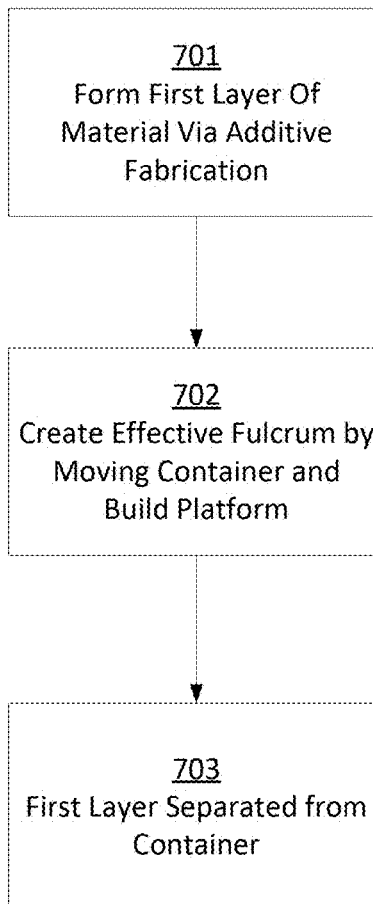 701
Form First Layer Of
Material Via Additive
Fabrication
702
Create Effective Fulcrum by
Moving Container and
Build Platform
703
First Layer Separated from
Container